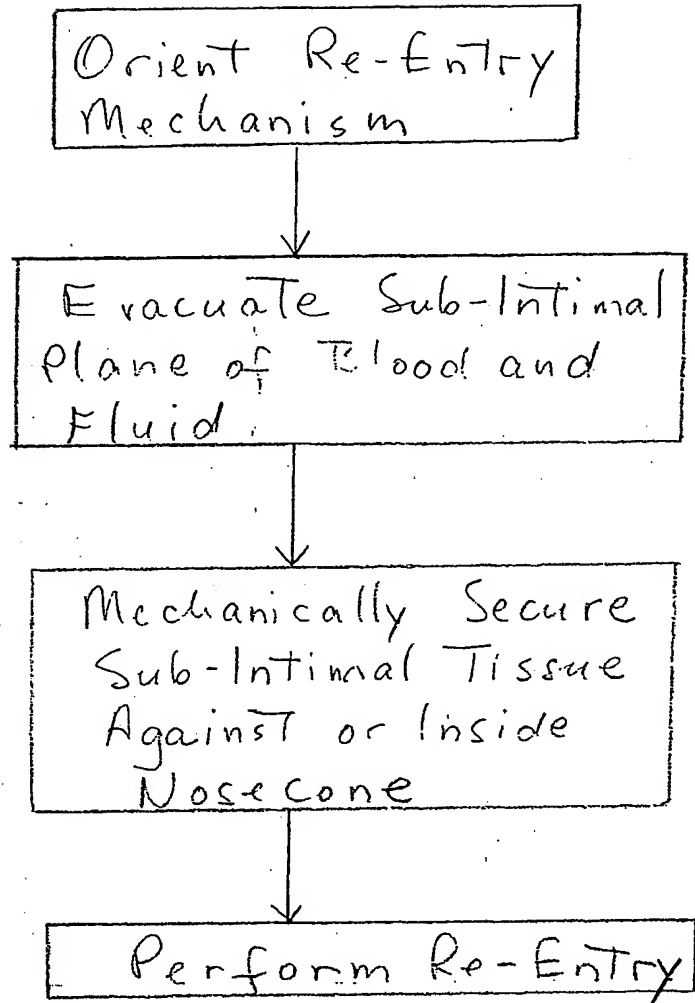 Orient Re-Entry
Mechanism
Evacuate Sub-Intimal
Plane of Blood and
Fluid.
Mechanically Secure
Sub-Intimal Tissue
Against or Inside
Nosecone
Perform Re-Entry